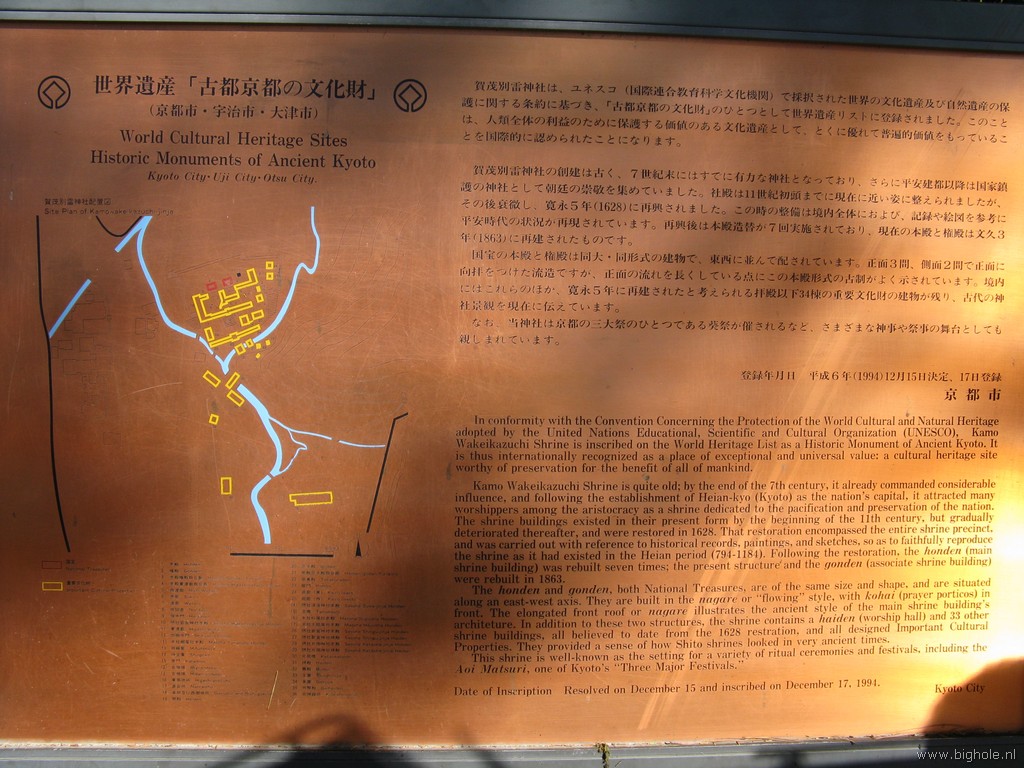 世界遺産「古都京都の文化財」
(京都市・宇治市・大津市)
World Cultural Heritage Sites
Historic Monuments of Ancient Kyoto
Kyoto City・Uji City・Otsu City.
賀茂別雷神社配置図
Site Plan of Kamowakeikazuchi-jinja
賀茂別雷神社は、ユネスコ(国際連合教育科学文化機関)で採択された世界の文化遺産及び自然遺産の保
護に関する条約に基づき、「古都京都の文化財」のひとつとして世界遺産リストに登録されました。このこと
は、人類全体の利益のために保護する価値のある文化遺産として、とくに優れて普遍的価値をもっているこ
とを国際的に認められたことになります。
賀茂別雷神社の創建は古く、7世紀末にはすでに有力な神社となっており、さらに平安建都以降は国家鎮
護の神社として朝廷の崇敬を集めていました。社殿は11世紀初頭までに現在に近い姿に整えられましたが、
その後衰微し、寛永5年(1628)に再興されました。この時の整備は境内全体におよび、記録や絵図を参考に
平安時代の状況が再現されています。再興後は本殿造替が7回実施されており、現在の本殿と権殿は文久3
年(1863)に再建されたものです。
国宝の本殿と権殿は同大・同形式の建物で、東西に並んで配されています。正面3間、側面2間で正面に
向拝をつけた流造ですが、正面の流れを長くしている点にこの本殿形式の古制がよく示されています。境内
にはこれらのほか、寛永5年に再建されたと考えられる拝殿以下34棟の重要文化財の建物が残り、古代の神
社景観を現在に伝えています。
なお、当神社は京都の三大祭のひとつである葵祭が催されるなど、さまざまな神事や祭事の舞台としても
親しまれています。
登録年月日 平成6年(1994)12月15日決定、17日登録
京都市
In conformity with the Convention Concerning the Protection of the World Cultural and Natural Heritage
adopted by the United Nations Educational, Scientific and Cultural Organization (UNESCO), Kamo
Wakeikazuchi Shrine is inscribed on the World Heritage List as a Historic Monument of Ancient Kyoto. It
is thus internationally recognized as a place of exceptional and universal value: a cultural heritage site
worthy of preservation for the benefit of all of mankind.
Kamo Wakeikazuchi Shrine is quite old; by the end of the 7th century, it already commanded considerable
influence, and following the establishment of Heian-kyo (Kyoto) as the nation's capital, it attracted many
worshippers among the aristocracy as a shrine dedicated to the pacification and preservation of the nation.
The shrine buildings existed in their present form by the beginning of the 11th century, but gradually
deteriorated thereafter, and were restored in 1628. That restoration encompassed the entire shrine precinct,
and was carried out with reference to historical records, paintings, and sketches, so as to faithfully reproduce
the shrine as it had existed in the Heian period (794-1184). Following the restoration, the honden (main
shrine building) was rebuilt seven times; the present structure and the gonden (associate shrine building)
were rebuilt in 1863.
The honden and gonden, both National Treasures, are of the same size and shape, and are situated
along an east-west axis. They are built in the nagare or "flowing" style, with kohai (prayer porticos) in
front. The elongated front roof of nagare illustrates the ancient style of the main shrine building's
architeture. In addition to these two structures, the shrine contains a haiden (worship hall) and 33 other
shrine buildings, all believed to date from the 1628 restration, and all designed Important Cultural
Properties. They provided a sense of how Shito shrines looked in very ancient times.
This shrine is well-known as the setting for a variety of ritual ceremonies and festivals, including the
Aoi Matsuri, one of Kyoto's "Three Major Festivals."
Date of Inscription Resolved on December 15 and inscribed on December 17, 1994.
Kyoto City
www.bighole.nl